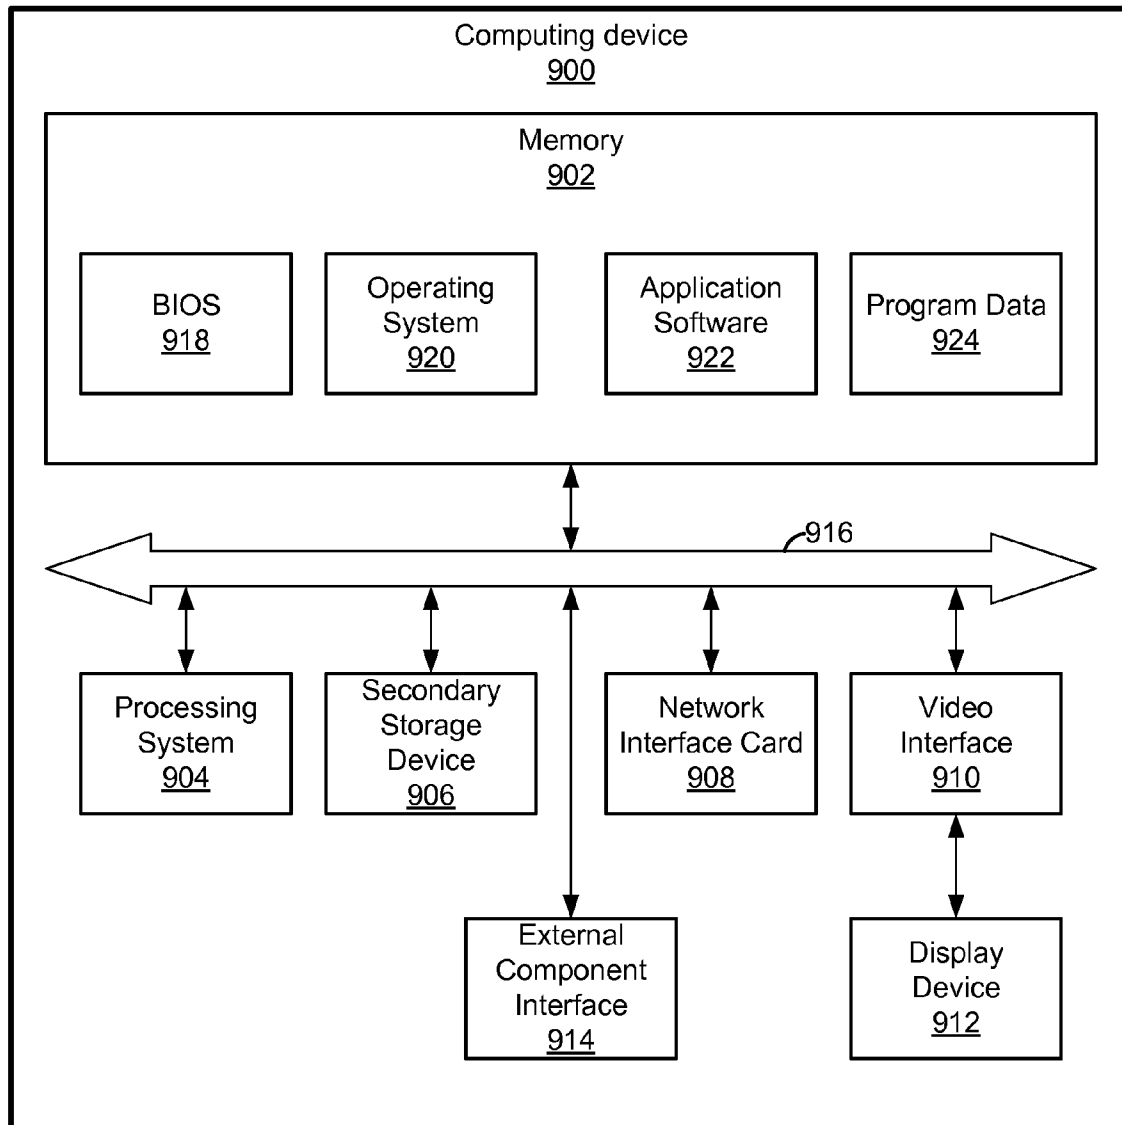 Computing device
900
Memory
902
BIOS
918
Operating
System
920
Application
Software
922
Program Data
924
916
Processing
System
904
Secondary
Storage
Device
906
Network
Interface Card
908
Video
Interface
910
External
Component
Interface
914
Display
Device
912